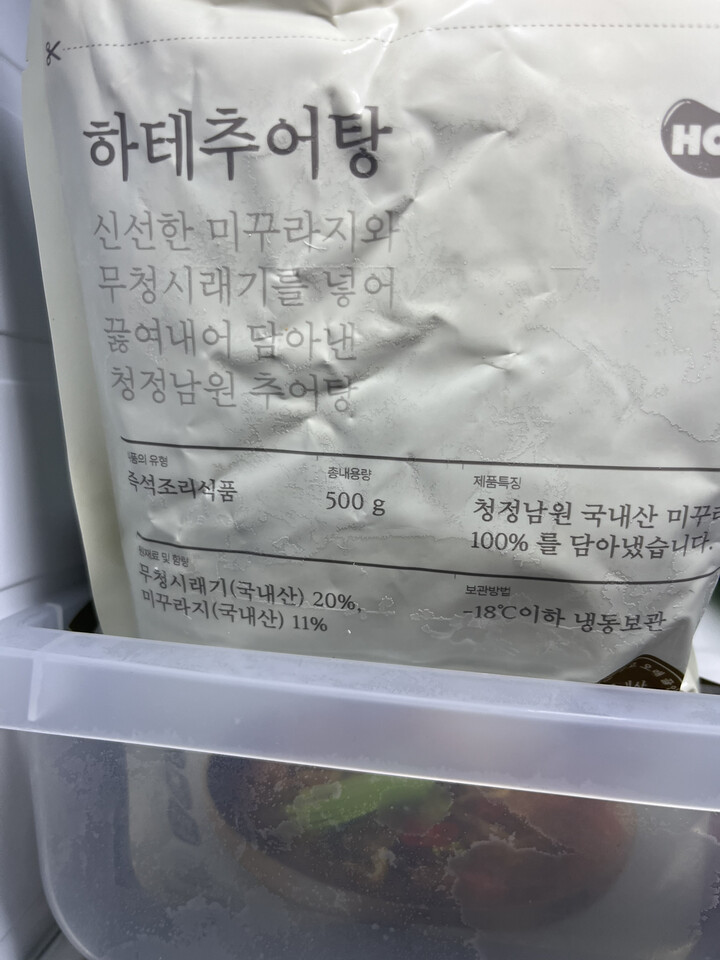 하테추어탕
HO
신선한 미꾸라지와
무청시래기를 넣어
끓여내어 담아낸
청정남원 추어탕
품의 유형
즉석조리식품
총내용량
500 g
제품특징
청정남원 국내산 미꾸라
100% 를 담아냈습니다.
원재료 및 함량
무청시래기(국내산) 20%,
미꾸라지(국내산) 11%
보관방법
-18℃이하 냉동보관